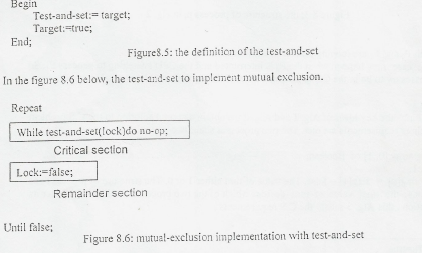 Begin
Test-and-set:= target;
Target:=true;
End;
Figure8.5: the definition of the test-and-set
In the figure 8.6 below, the test-and-set to implement mutual exclusion.
Repeat
While test-and-set(lock)do no-op;
Critical section
Lock:=false;
Remainder section
Until false;
Figure 8.6: mutual-exclusion implementation with test-and-set